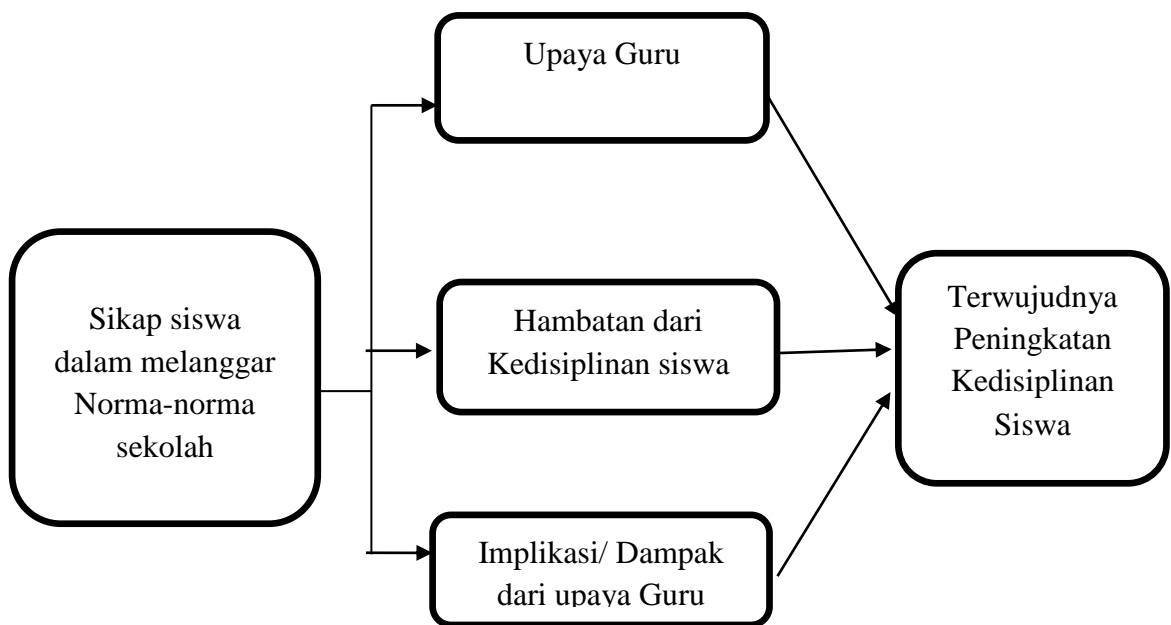 Upaya Guru
Sikap siswa
dalam melanggar
Norma-norma
sekolah
Hambatan dari
Kedisiplinan siswa
Implikasi/ Dampak
dari upaya Guru
Terwujudnya
Peningkatan
Kedisiplinan
Siswa